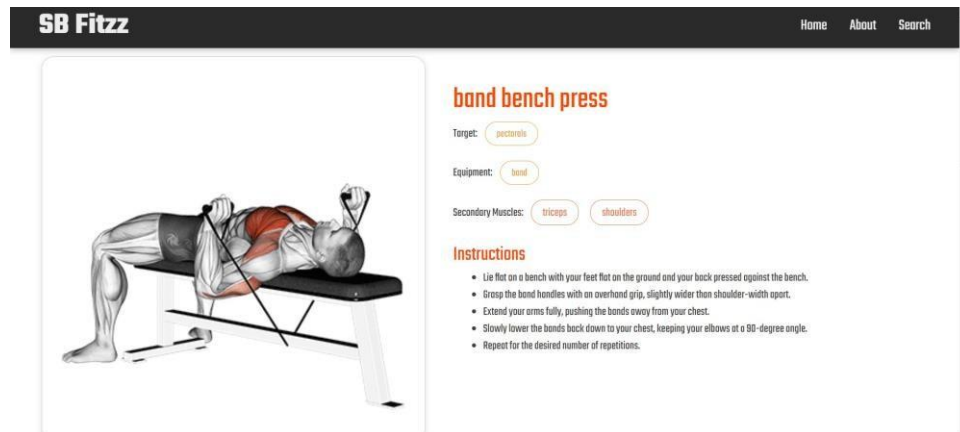 SB Fitzz
Home About Search
band bench press
Target: pectorals
Equipment: band
Secondary Muscles: triceps shoulders
Instructions
• Lie flat on a bench with your feet flat on the ground and your back pressed against the bench.
• Grasp the band handles with an overhand grip, slightly wider than shoulder-width apart.
• Extend your arms fully, pushing the bands away from your chest.
• Slowly lower the bands back down to your chest, keeping your elbows at a 90-degree angle.
• Repeat for the desired number of repetitions.